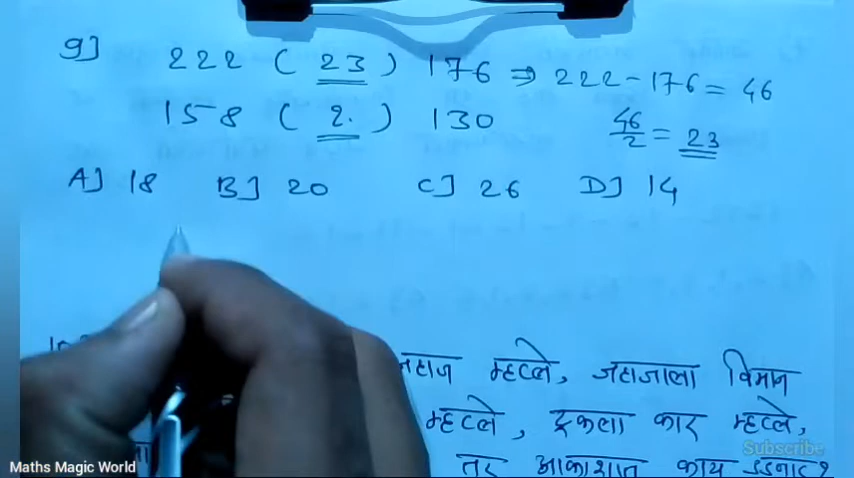 9] 222 ( 23 ) 176 ⇒ 222 - 176 = 46
158 ( ?. ) 130 46/2 = 23
A] 18 B] 20 C] 26 D] 14
म्हटले, जहाजाला विमान
म्हटले, ट्रकला कार म्हटले,
तर आकाशात काय उडणार ?
Subscribe
Maths Magic World